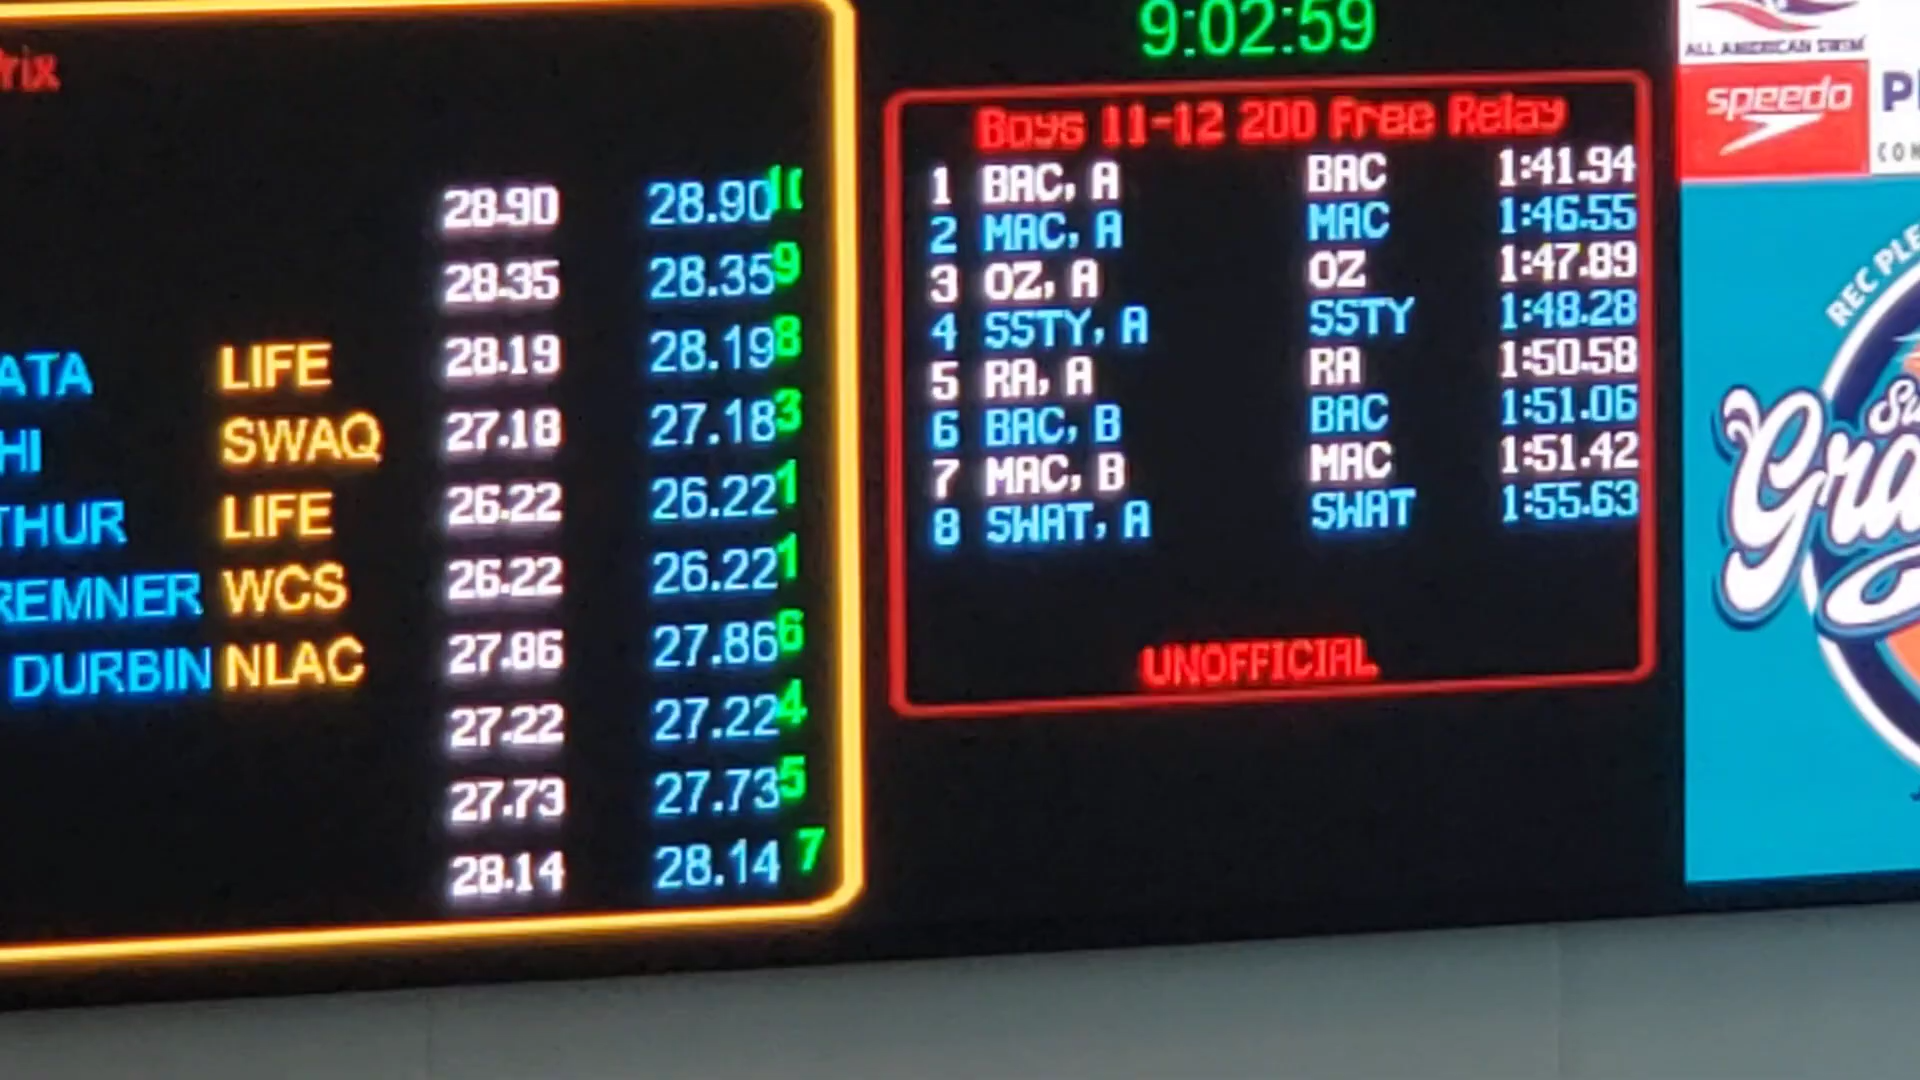 rix
28.90 28.90 10
28.35 28.35 9
28.19 28.19 8
ATA LIFE 27.18 27.18 3
HI SWAQ 26.22 26.22 1
THUR LIFE 26.22 26.22 1
REMNER WCS 27.86 27.86 6
DURBIN NLAC 27.22 27.22 4
27.73 27.73 5
28.14 28.14 7
9:02:59
Boys 11-12 200 Free Relay
1 BAC, A BAC 1:41.94
2 MAC, A MAC 1:46.55
3 OZ, A OZ 1:47.89
4 SSTY, A SSTY 1:48.28
5 RA, A RA 1:50.58
6 BAC, B BAC 1:51.06
7 MAC, B MAC 1:51.42
8 SWAT, A SWAT 1:55.63
UNOFFICIAL
ALL AMERICAN SWIM
speedo
CON
REC PLE
Su
Gra